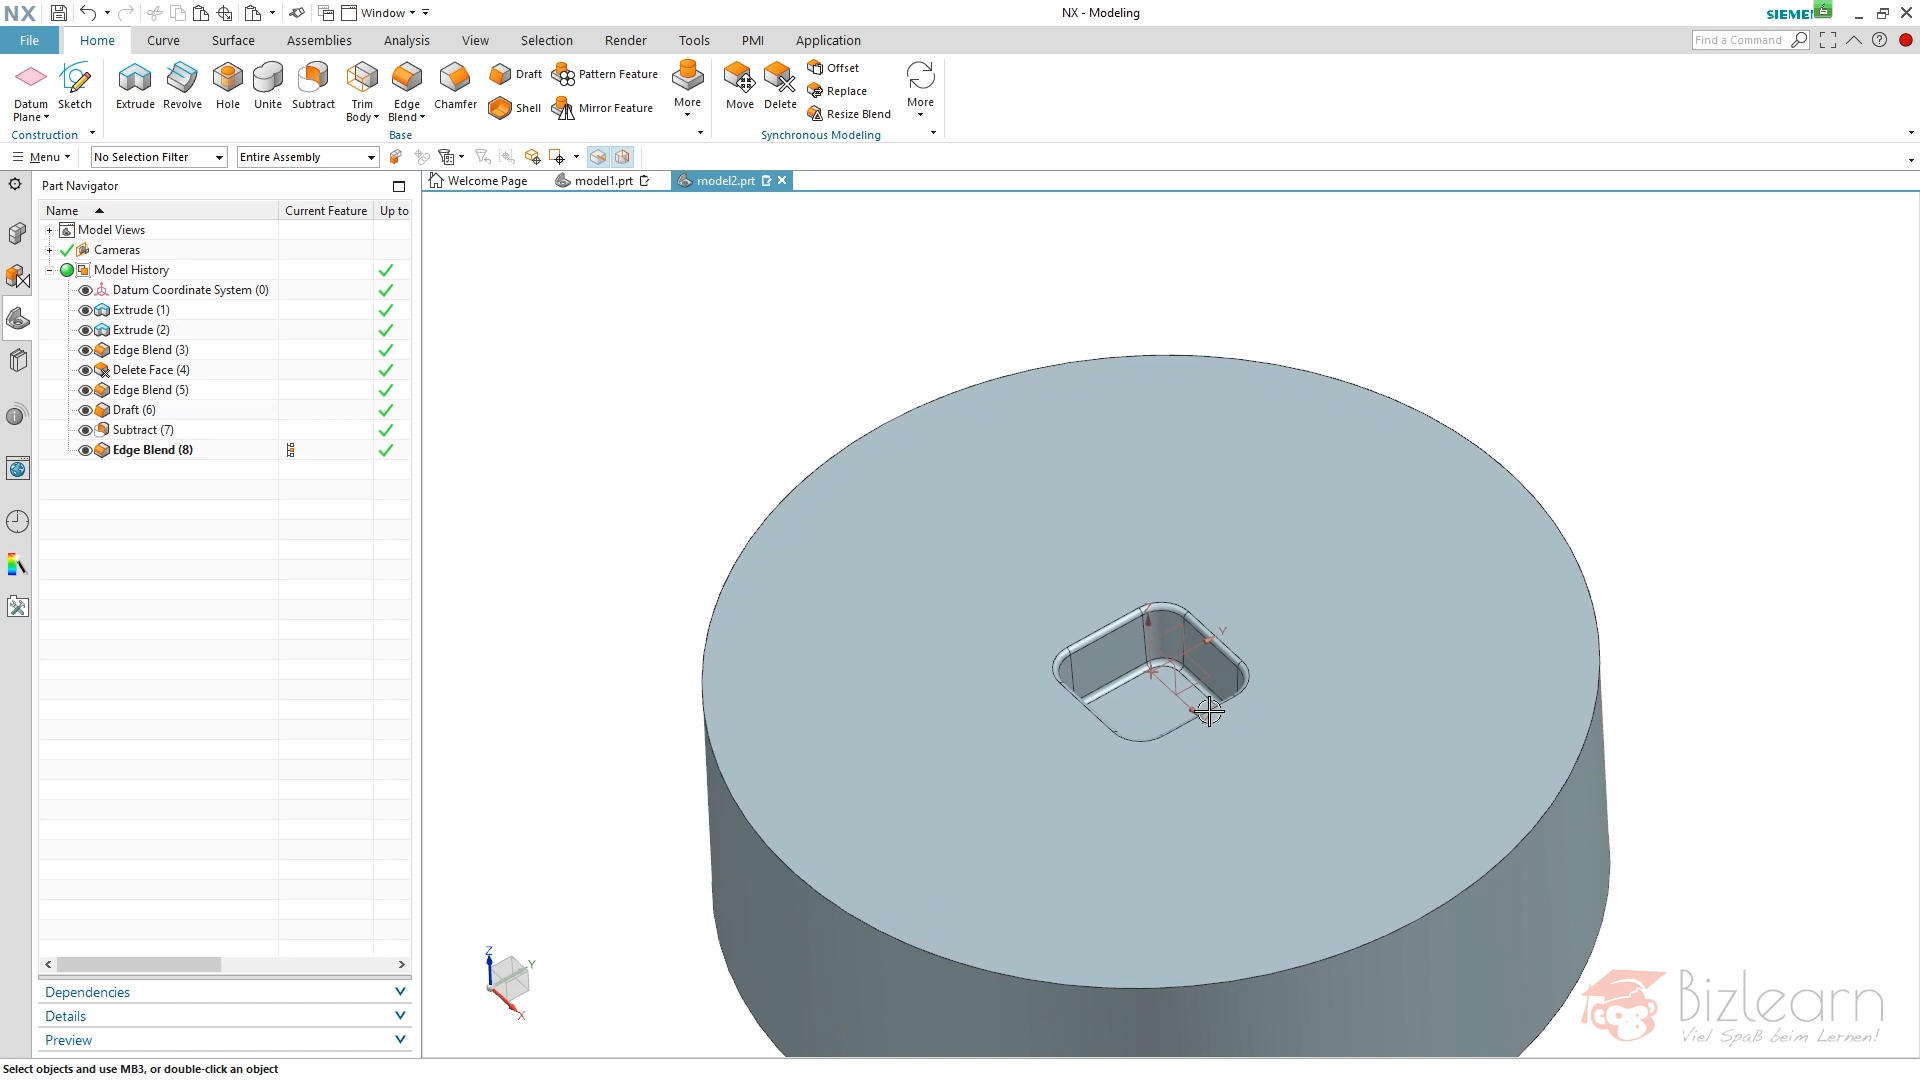 NX
Window
NX - Modeling
SIEME
File
Home
Curve
Surface
Assemblies
Analysis
View
Selection
Render
Tools
PMI
Application
Find a Command
Datum Plane
Sketch
Construction
Extrude
Revolve
Hole
Unite
Subtract
Trim Body
Edge Blend
Chamfer
Draft
Shell
Pattern Feature
Mirror Feature
More
Base
Move
Delete
Offset
Replace
Resize Blend
More
Synchronous Modeling
Menu
No Selection Filter
Entire Assembly
Part Navigator
Welcome Page
model1.prt
model2.prt
Name
Current Feature
Up to
Model Views
Cameras
Model History
Datum Coordinate System (0)
Extrude (1)
Extrude (2)
Edge Blend (3)
Delete Face (4)
Edge Blend (5)
Draft (6)
Subtract (7)
Edge Blend (8)
Y
Z
Y
X
Dependencies
Details
Preview
Bizlearn
Viel Spaß beim Lernen!
Select objects and use MB3, or double-click an object